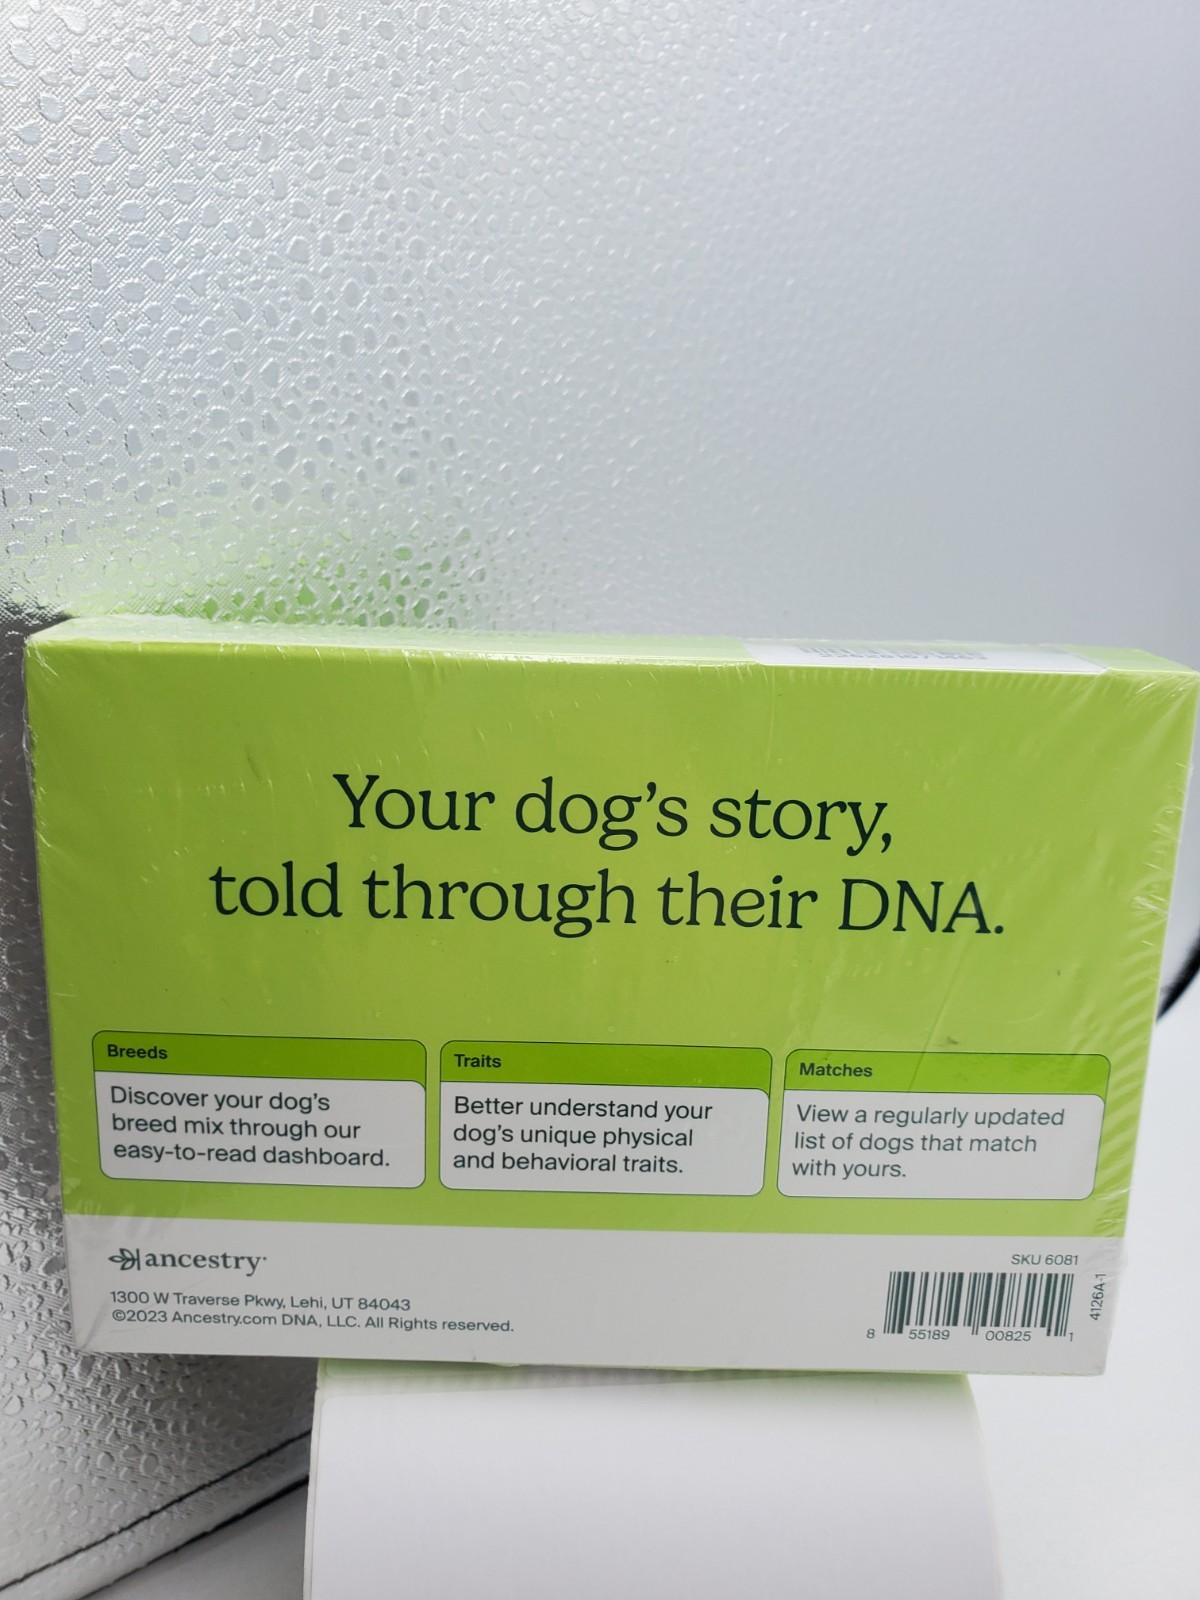 Your dog's story,
told through their DNA.
Breeds
Discover your dog's
breed mix through our
easy-to-read dashboard.
Traits
Better understand your
dog's unique physical
and behavioral traits.
Matches
View a regularly updated
list of dogs that match
with yours.
ancestry
1300 W Traverse Pkwy, Lehi, UT 84043
©2023 Ancestry.com DNA, LLC. All Rights reserved.
SKU 6081
8 55189 00825 1
4126A-1